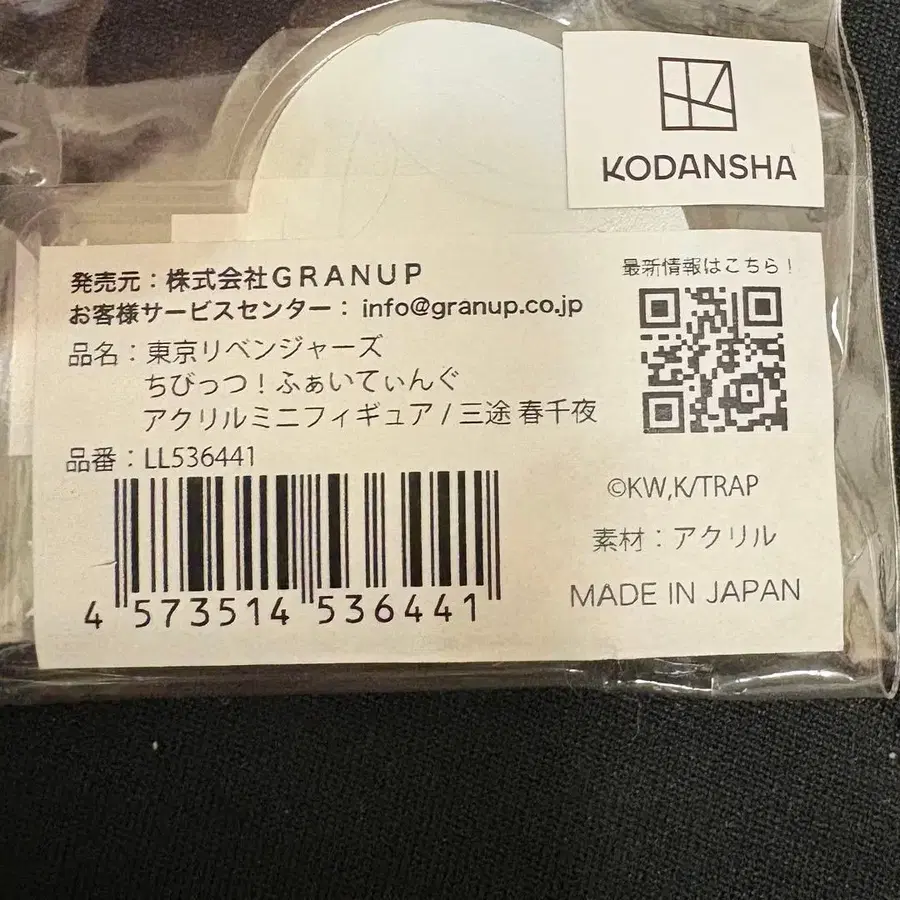 KODANSHA
発売元：株式会社GRANUP
お客様サービスセンター：info@granup.co.jp
最新情報はこちら！
品名：東京リベンジャーズ
ちびっつ！ふぁいてぃんぐ
アクリルミニフィギュア / 三途 春千夜
品番：LL536441
4 573514 536441
©KW,K/TRAP
素材：アクリル
MADE IN JAPAN